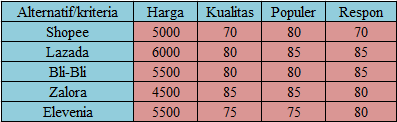 Alternatif/kriteria Harga Kualitas Populer Respon
Shopee 5000 70 80 70
Lazada 6000 80 85 85
Bli-Bli 5500 80 80 85
Zalora 4500 85 85 80
Elevenia 5500 75 75 80